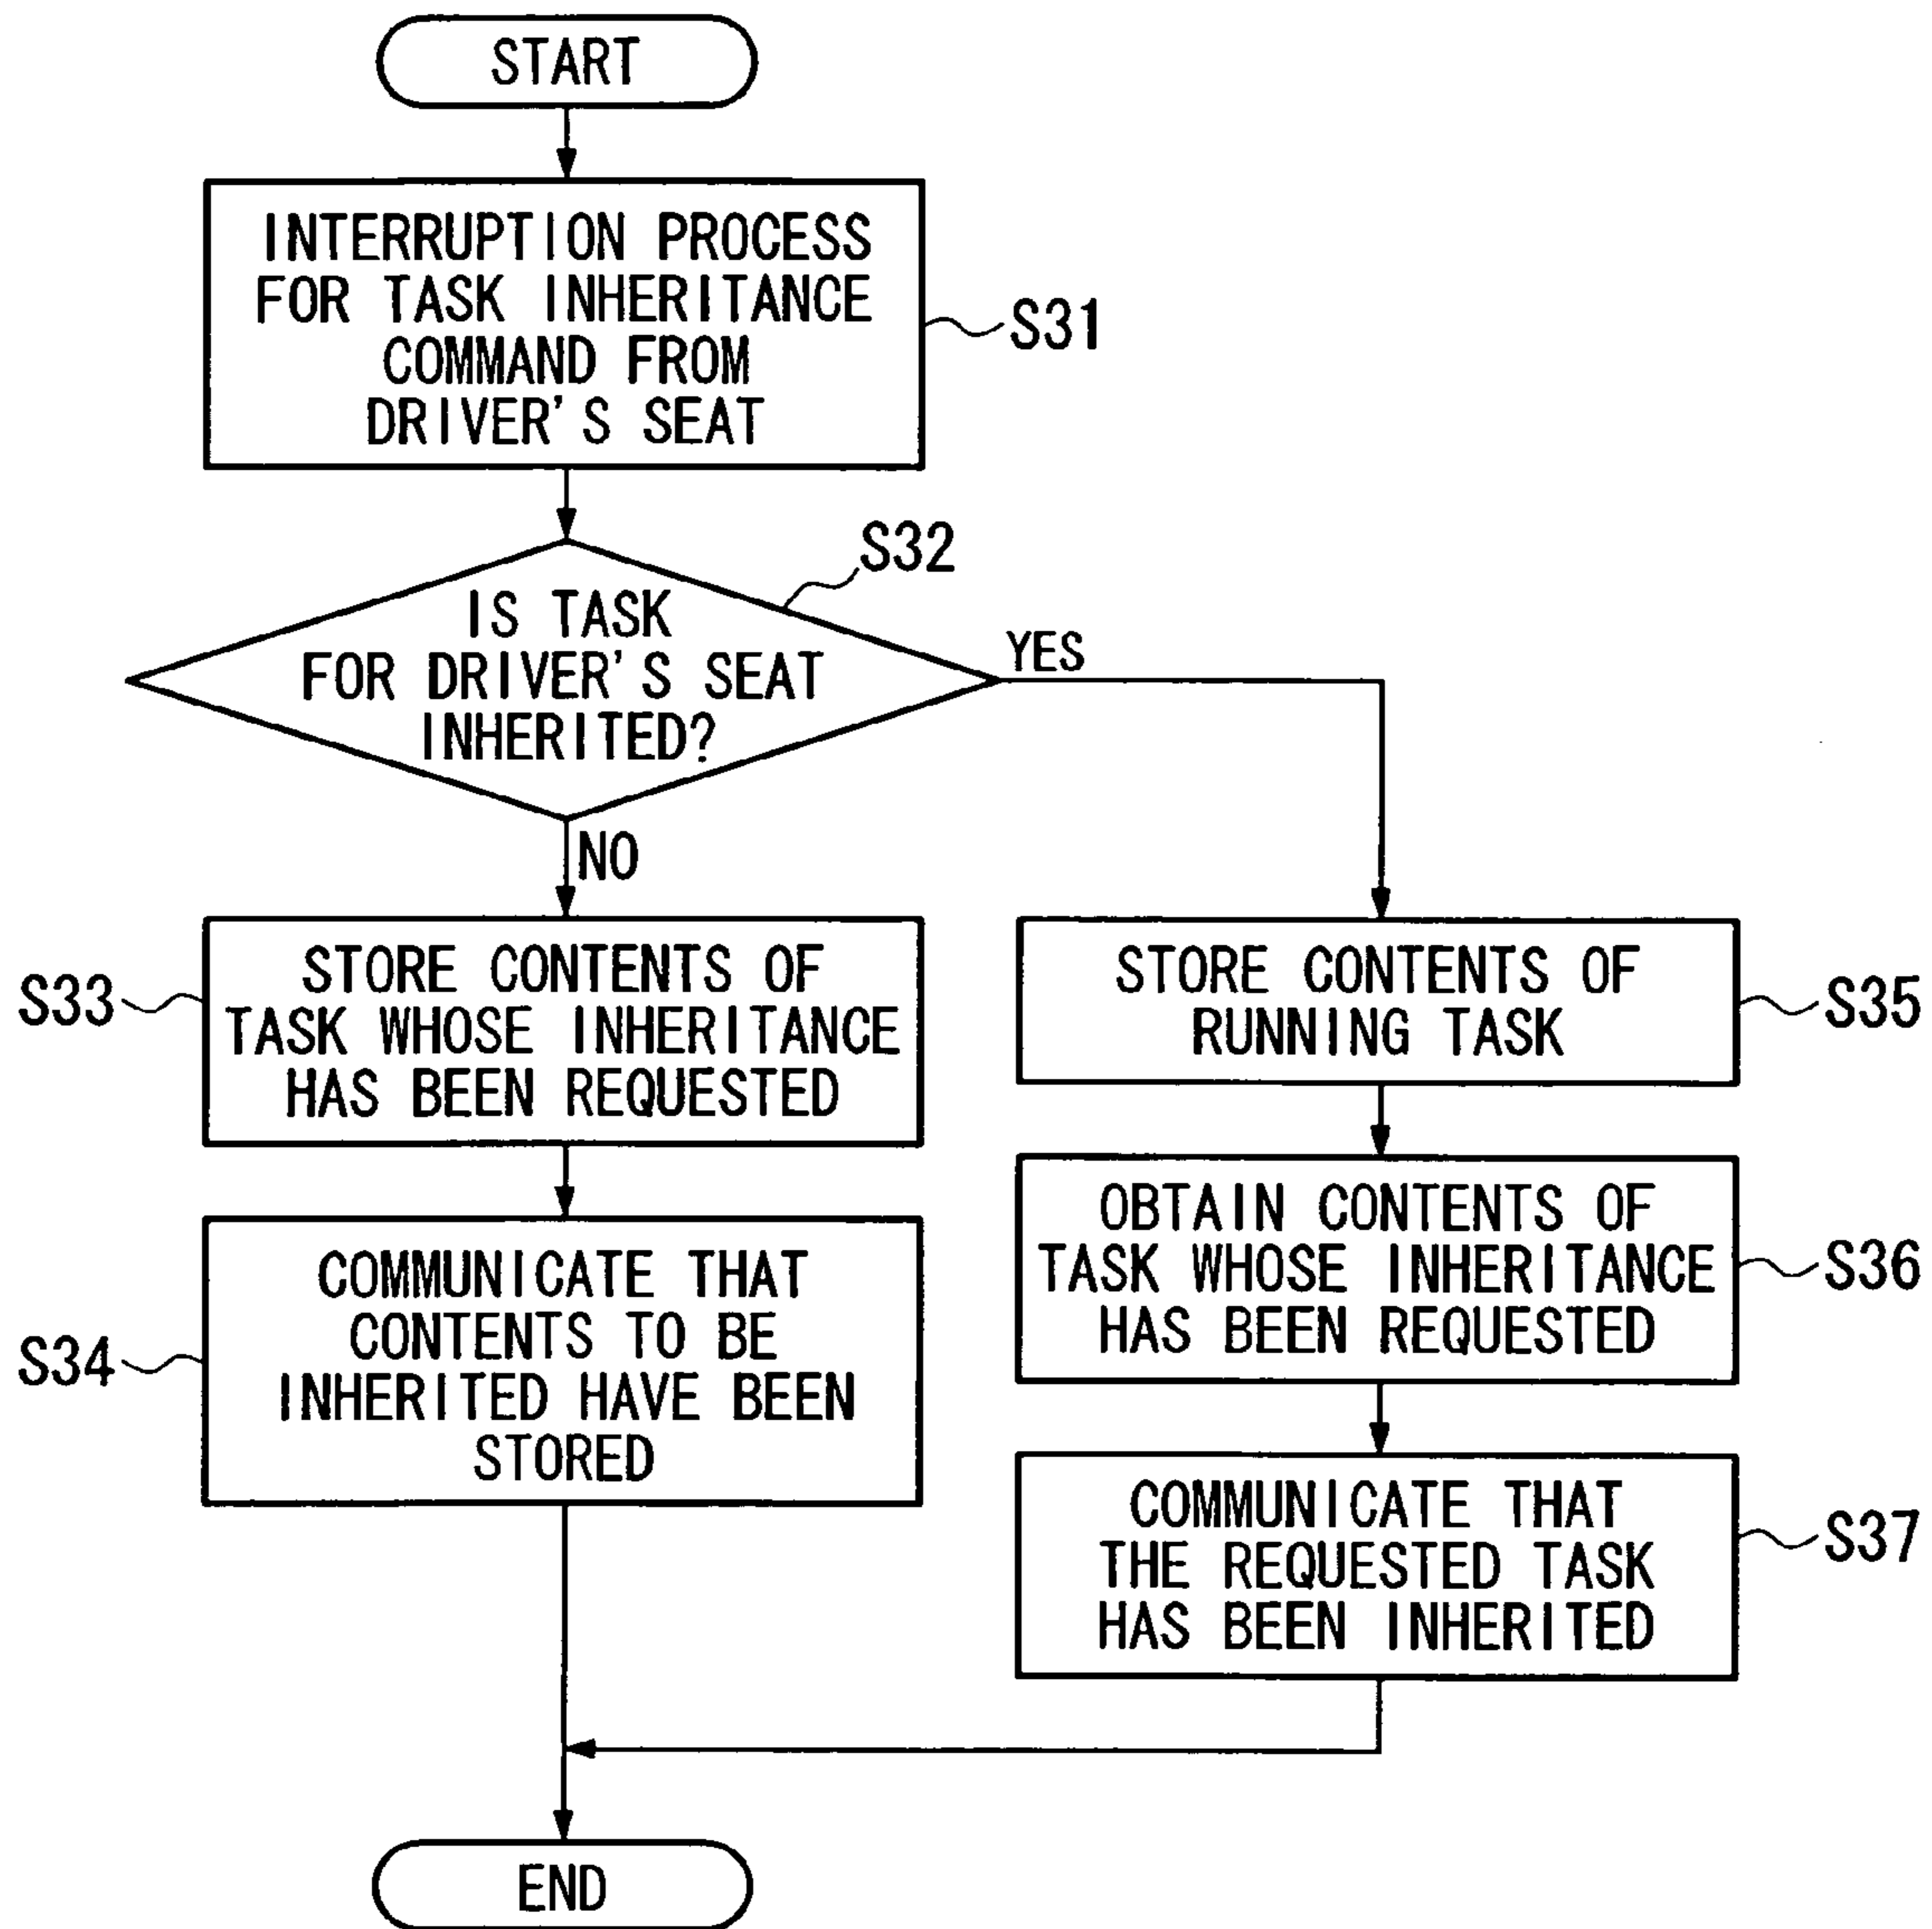 START
INTERRUPTION PROCESS
FOR TASK INHERITANCE
COMMAND FROM
DRIVER'S SEAT
S31
S32
IS TASK
FOR DRIVER'S SEAT
INHERITED?
YES
NO
S33
STORE CONTENTS OF
TASK WHOSE INHERITANCE
HAS BEEN REQUESTED
S34
COMMUNICATE THAT
CONTENTS TO BE
INHERITED HAVE BEEN
STORED
STORE CONTENTS OF
RUNNING TASK
S35
OBTAIN CONTENTS OF
TASK WHOSE INHERITANCE
HAS BEEN REQUESTED
S36
COMMUNICATE THAT
THE REQUESTED TASK
HAS BEEN INHERITED
S37
END